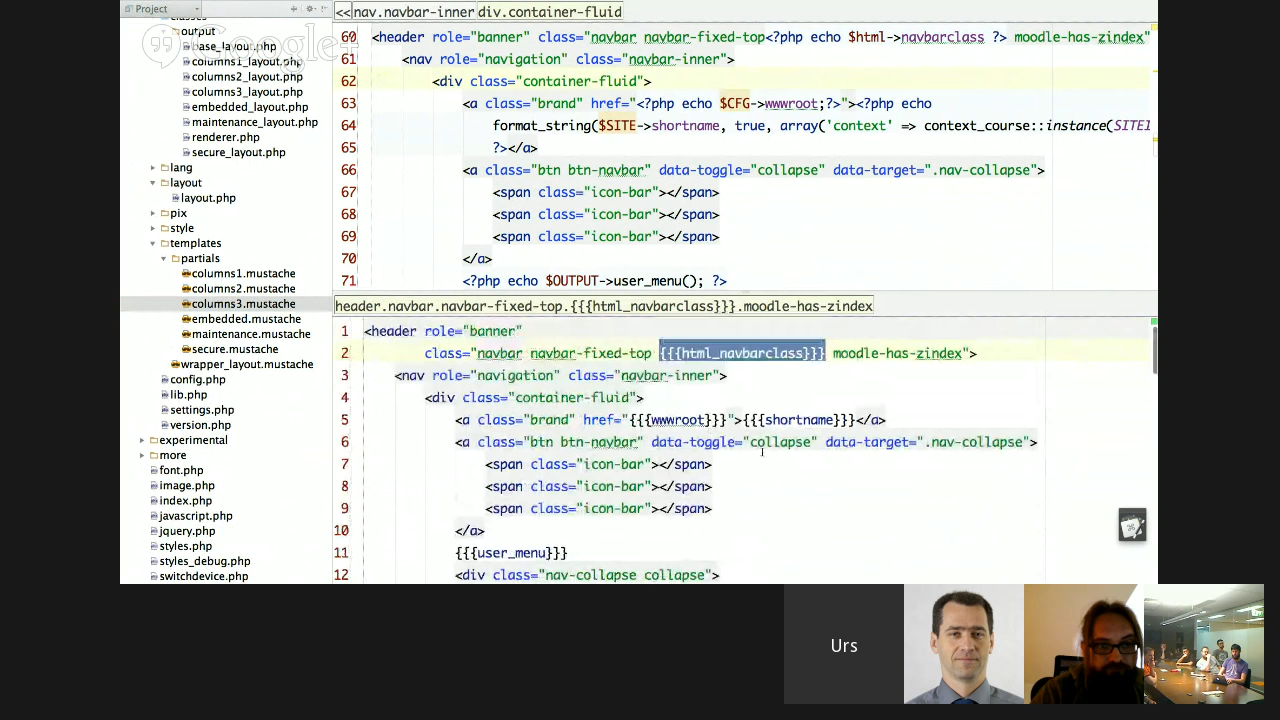 Project
<<nav.navbar-inner div.container-fluid
classes
output
base_layout.php
columns1_layout.php
columns2_layout.php
columns3_layout.php
embedded_layout.php
maintenance_layout.php
renderer.php
secure_layout.php
lang
layout
layout.php
pix
style
templates
partials
columns1.mustache
columns2.mustache
columns3.mustache
embedded.mustache
maintenance.mustache
secure.mustache
wrapper_layout.mustache
config.php
lib.php
settings.php
version.php
experimental
more
font.php
image.php
index.php
javascript.php
jquery.php
styles.php
styles_debug.php
switchdevice.php
Google+
60 <header role="banner" class="navbar navbar-fixed-top<?php echo $html->navbarclass ?> moodle-has-zindex"
61 <nav role="navigation" class="navbar-inner">
62 <div class="container-fluid">
63 <a class="brand" href="<?php echo $CFG->wwwroot;?>"><?php echo
64 format_string($SITE->shortname, true, array('context' => context_course::instance(SITEI
65 ?></a>
66 <a class="btn btn-navbar" data-toggle="collapse" data-target=".nav-collapse">
67 <span class="icon-bar"></span>
68 <span class="icon-bar"></span>
69 <span class="icon-bar"></span>
70 </a>
71 <?php echo $OUTPUT->user_menu(); ?>
header.navbar.navbar-fixed-top.{{{html_navbarclass}}}.moodle-has-zindex
1 <header role="banner"
2 class="navbar navbar-fixed-top {{{html_navbarclass}}} moodle-has-zindex">
3 <nav role="navigation" class="navbar-inner">
4 <div class="container-fluid">
5 <a class="brand" href="{{{wwwroot}}}">{{{shortname}}}</a>
6 <a class="btn btn-navbar" data-toggle="collapse" data-target=".nav-collapse">
7 <span class="icon-bar"></span>
8 <span class="icon-bar"></span>
9 <span class="icon-bar"></span>
10 </a>
11 {{{user_menu}}}
12 <div class="nav-collapse collapse">
Urs